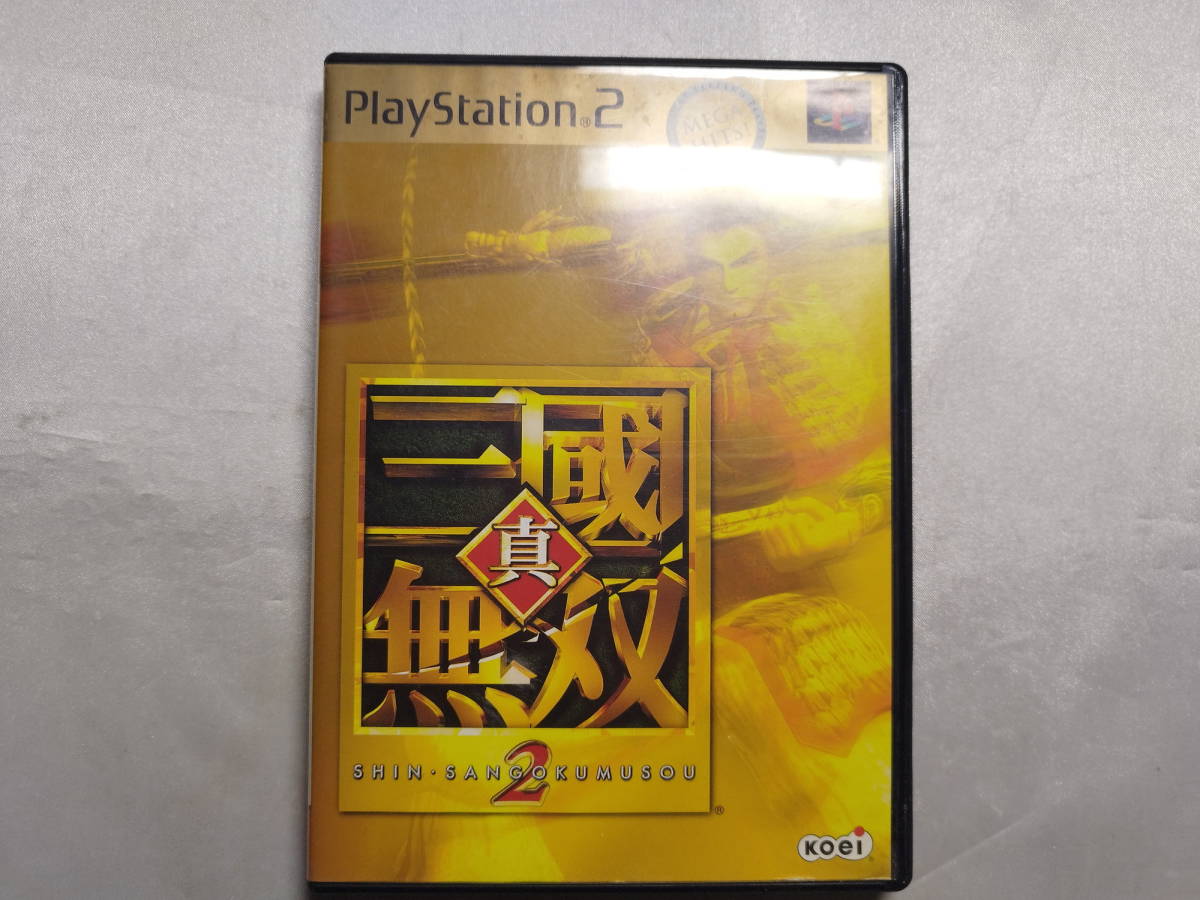 PlayStation®2
MEGA
HITS!
三國
真
無双
2
SHIN・SANGOKUMUSOU
®
KOEI